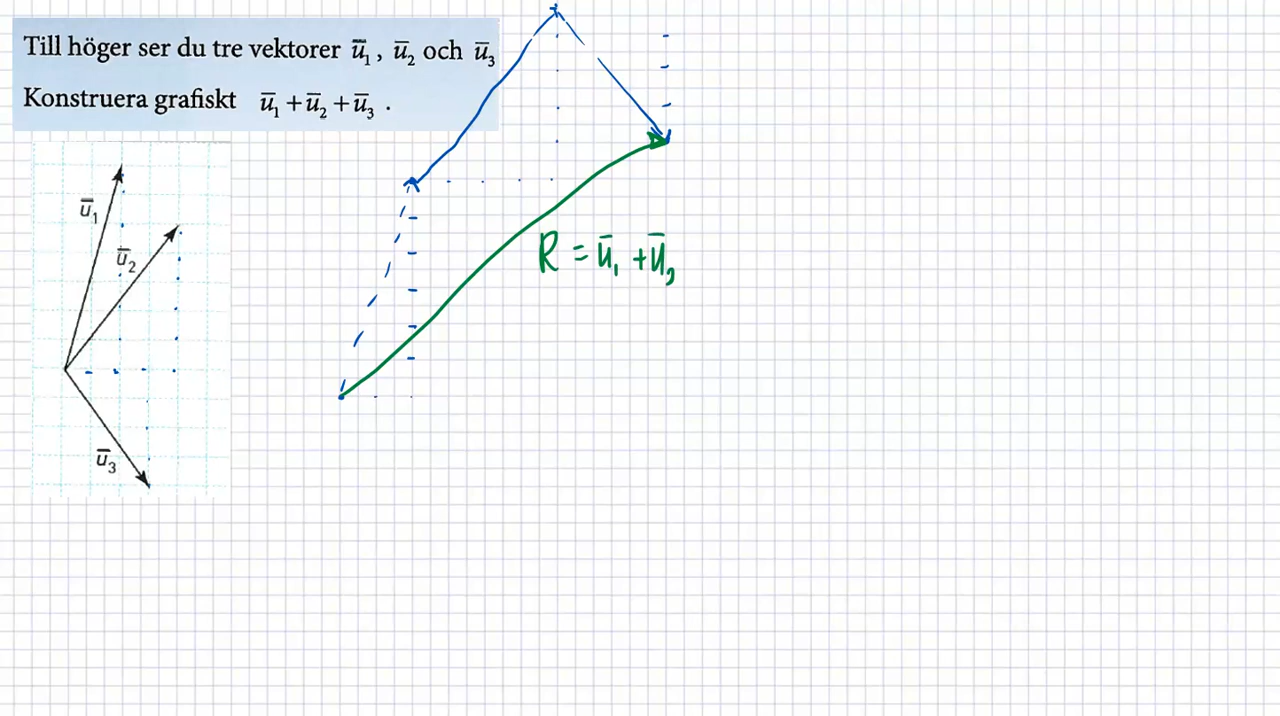 Till höger ser du tre vektorer ū₁, ū₂ och ū₃
Konstruera grafiskt ū₁ + ū₂ + ū₃ .
ū₁
ū₂
R = ū₁ + ū₃
ū₃